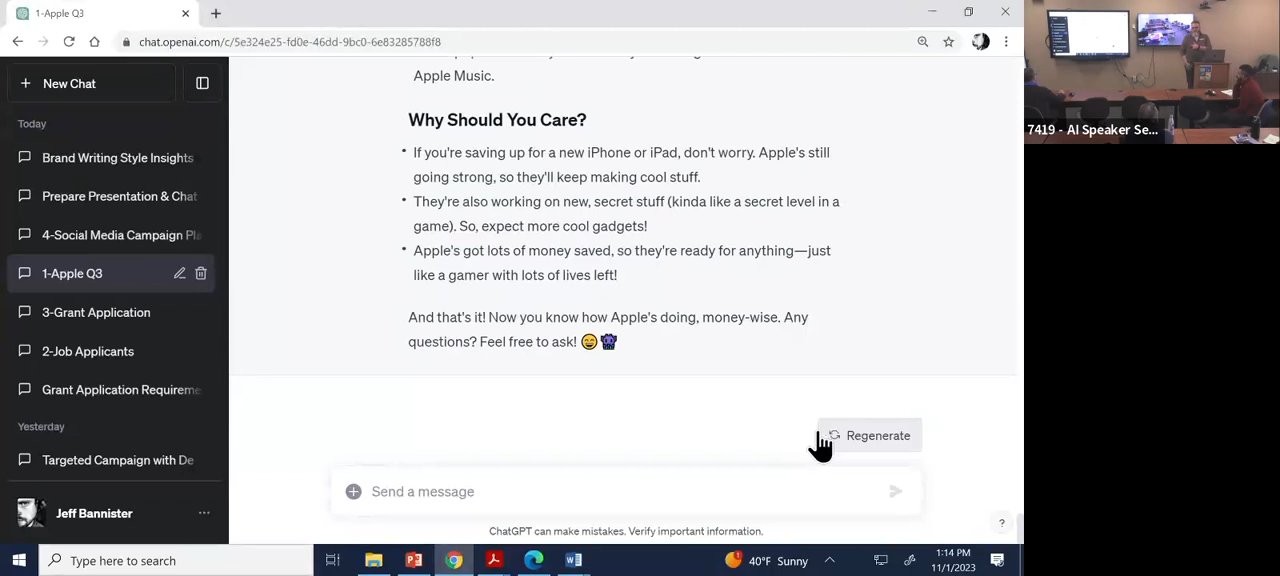 1-Apple Q3
chat.openai.com/c/5e324e25-fd0e-46dd-9
-6e83285788f8
New Chat
Today
Brand Writing Style Insights
Prepare Presentation & Chat
4-Social Media Campaign Pla
1-Apple Q3
3-Grant Application
2-Job Applicants
Grant Application Requireme
Yesterday
Targeted Campaign with De
Jeff Bannister
Apple Music.
Why Should You Care?
• If you're saving up for a new iPhone or iPad, don't worry. Apple's still
going strong, so they'll keep making cool stuff.
• They're also working on new, secret stuff (kinda like a secret level in a
game). So, expect more cool gadgets!
• Apple's got lots of money saved, so they're ready for anything—just
like a gamer with lots of lives left!
And that's it! Now you know how Apple's doing, money-wise. Any
questions? Feel free to ask! 😄👾
Regenerate
Send a message
ChatGPT can make mistakes. Verify important information.
?
7419 - AI Speaker Se...
Type here to search
40°F Sunny
1:14 PM
11/1/2023